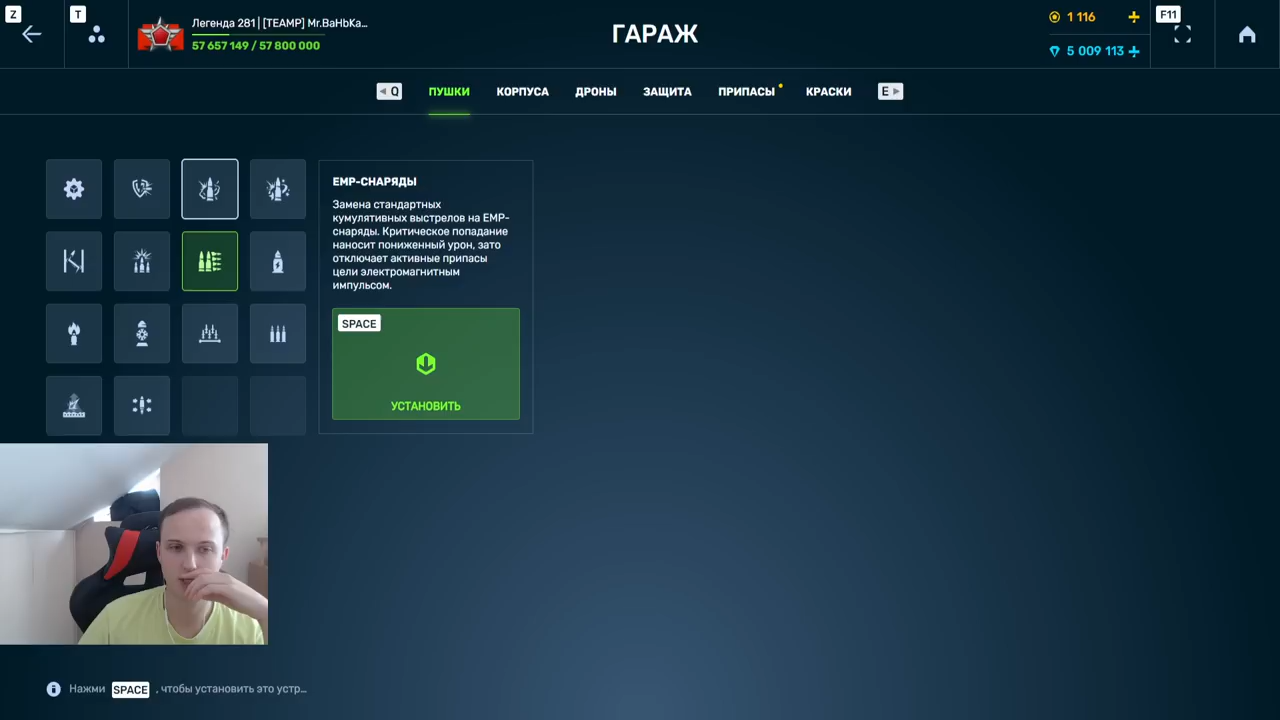 Z
T
Легенда 281 | [TEAMP] Mr.BaHbKa...
57 657 149 / 57 800 000
ГАРАЖ
1 116
5 009 113
F11
Q
ПУШКИ
КОРПУСА
ДРОНЫ
ЗАЩИТА
ПРИПАСЫ
КРАСКИ
E
EMP-СНАРЯДЫ
Замена стандартных
кумулятивных выстрелов на EMP-
снаряды. Критическое попадание
наносит пониженный урон, зато
отключает активные припасы
цели электромагнитным
импульсом.
SPACE
УСТАНОВИТЬ
Нажми SPACE , чтобы установить это устр...